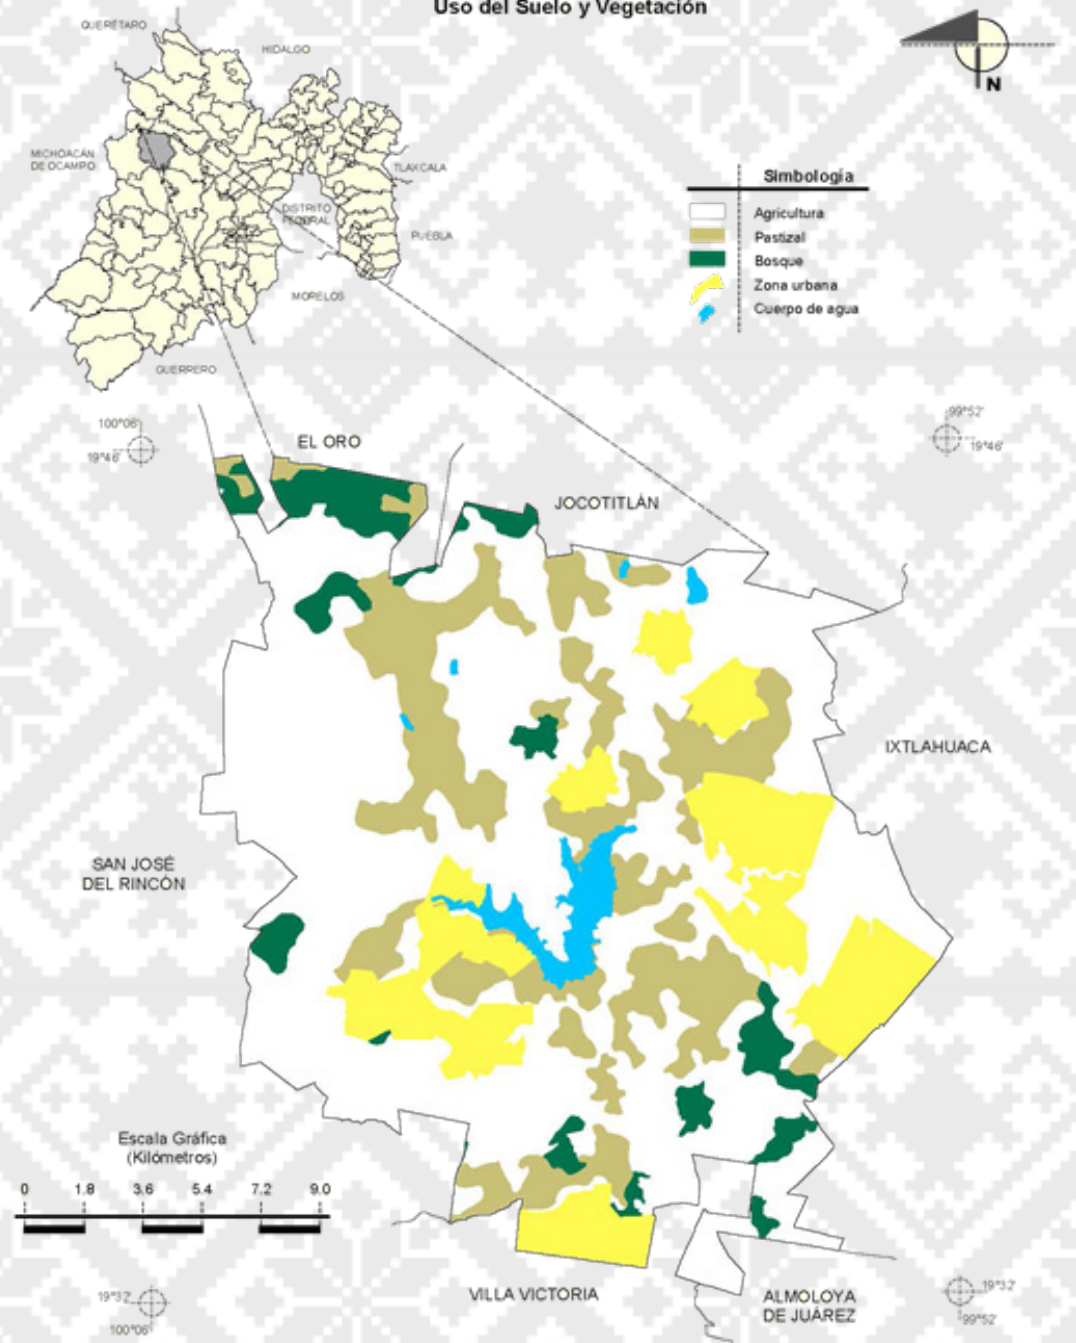 Uso del Suelo y Vegetación
QUERÉTARO
HIDALGO
MICHOACÁN
DE OCAMPO
TLAXCALA
DISTRITO
FEDERAL
PUEBLA
MORELOS
GUERRERO
N
Simbología
Agricultura
Pastizal
Bosque
Zona urbana
Cuerpo de agua
100°06'
19°46'
99°52'
19°46'
EL ORO
JOCOTITLÁN
IXTLAHUACA
SAN JOSÉ
DEL RINCÓN
Escala Gráfica
(Kilómetros)
0 1.8 3.6 5.4 7.2 9.0
19°32'
100°06'
VILLA VICTORIA
ALMOLOYA
DE JUÁREZ
19°32'
99°52'